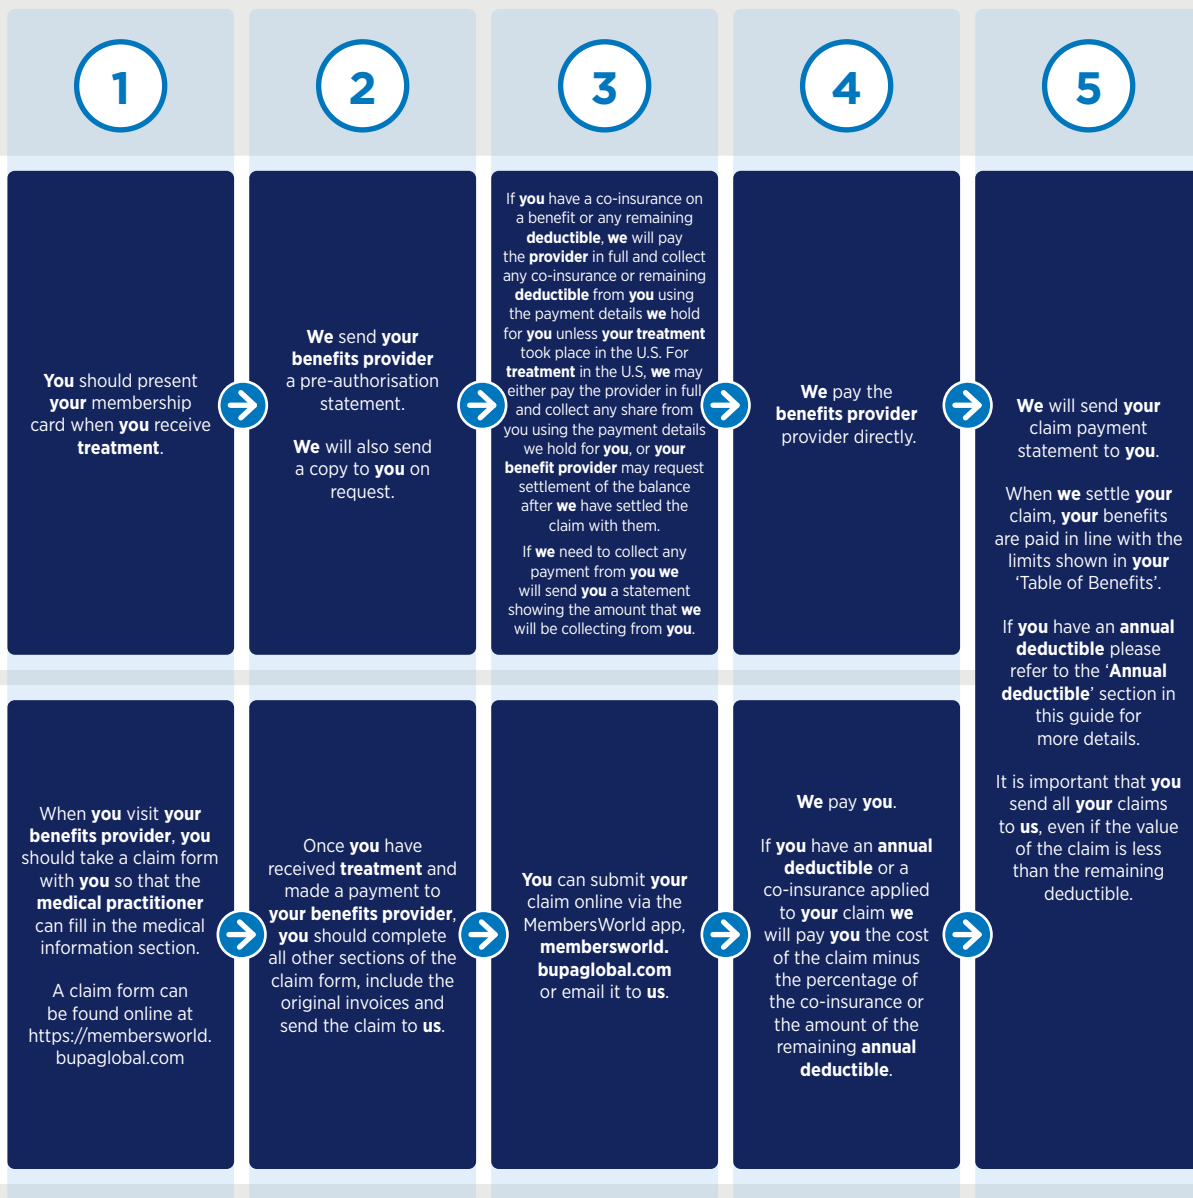 1
2
3
4
5
You should present
your membership
card when you receive
treatment.
We send your
benefits provider
a pre-authorisation
statement.
We will also send
a copy to you on
request.
If you have a co-insurance on
a benefit or any remaining
deductible, we will pay
the provider in full and collect
any co-insurance or remaining
deductible from you using
the payment details we hold
for you unless your treatment
took place in the U.S. For
treatment in the U.S, we may
either pay the provider in full
and collect any share from
you using the payment details
we hold for you, or your
benefit provider may request
settlement of the balance
after we have settled the
claim with them.
If we need to collect any
payment from you we
will send you a statement
showing the amount that we
will be collecting from you.
We pay the
benefits provider
provider directly.
We will send your
claim payment
statement to you.
When we settle your
claim, your benefits
are paid in line with the
limits shown in your
‘Table of Benefits’.
If you have an annual
deductible please
refer to the ‘Annual
deductible’ section in
this guide for
more details.
It is important that you
send all your claims
to us, even if the value
of the claim is less
than the remaining
deductible.
When you visit your
benefits provider, you
should take a claim form
with you so that the
medical practitioner
can fill in the medical
information section.
A claim form can
be found online at
https://membersworld.
bupaglobal.com
Once you have
received treatment and
made a payment to
your benefits provider,
you should complete
all other sections of the
claim form, include the
original invoices and
send the claim to us.
You can submit your
claim online via the
MembersWorld app,
membersworld.
bupaglobal.com
or email it to us.
We pay you.
If you have an annual
deductible or a
co-insurance applied
to your claim we
will pay you the cost
of the claim minus
the percentage of
the co-insurance or
the amount of the
remaining annual
deductible.